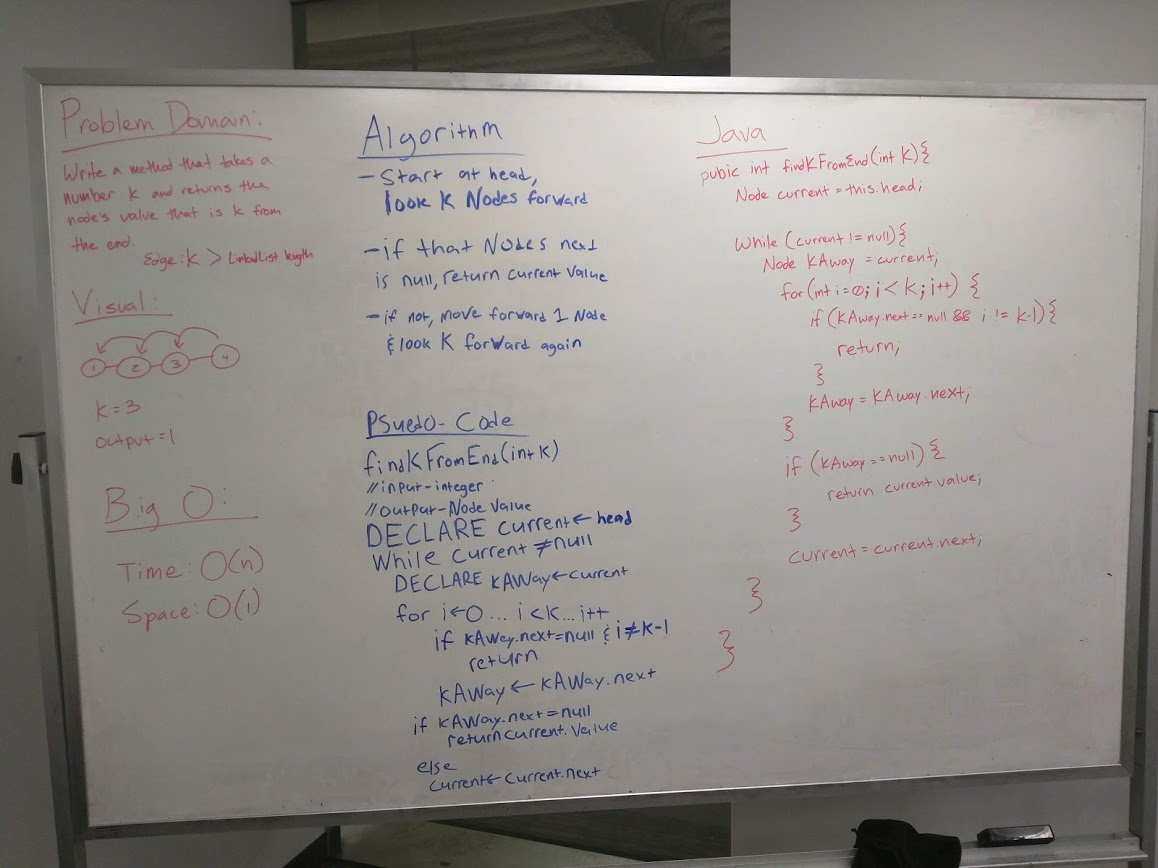 Problem Domain:
Write a method that takes a
number k and returns the
node's value that is k from
the end.
Edge: k > LinkedList length
Visual:
1 2 3 4
k = 3
output = 1
Big O:
Time: O(n)
Space: O(1)
Algorithm
- Start at head,
look K Nodes forward
- if that Nodes next
is null, return current value
- if not, move forward 1 Node
& look K forward again
Psuedo-Code
findKFromEnd(int K)
//input-integer
//output-Node Value
DECLARE current ← head
While current ≠ null
DECLARE KAWay ← current
for i ← 0 ... i < K ... i++
if KAWay.next = null & i ≠ K-1
return
KAWay ← KAWay.next
if KAWay.next = null
return current.value
else
current ← current.next
Java
pubic int findKFromEnd(int K){
Node current = this.head;
while (current != null){
Node KAway = current;
for(int i = 0; i < k; i++) {
if (KAway.next == null && i != k-1){
return;
}
KAway = KAway.next;
}
if (KAway == null) {
return current.value;
}
current = current.next;
}
}